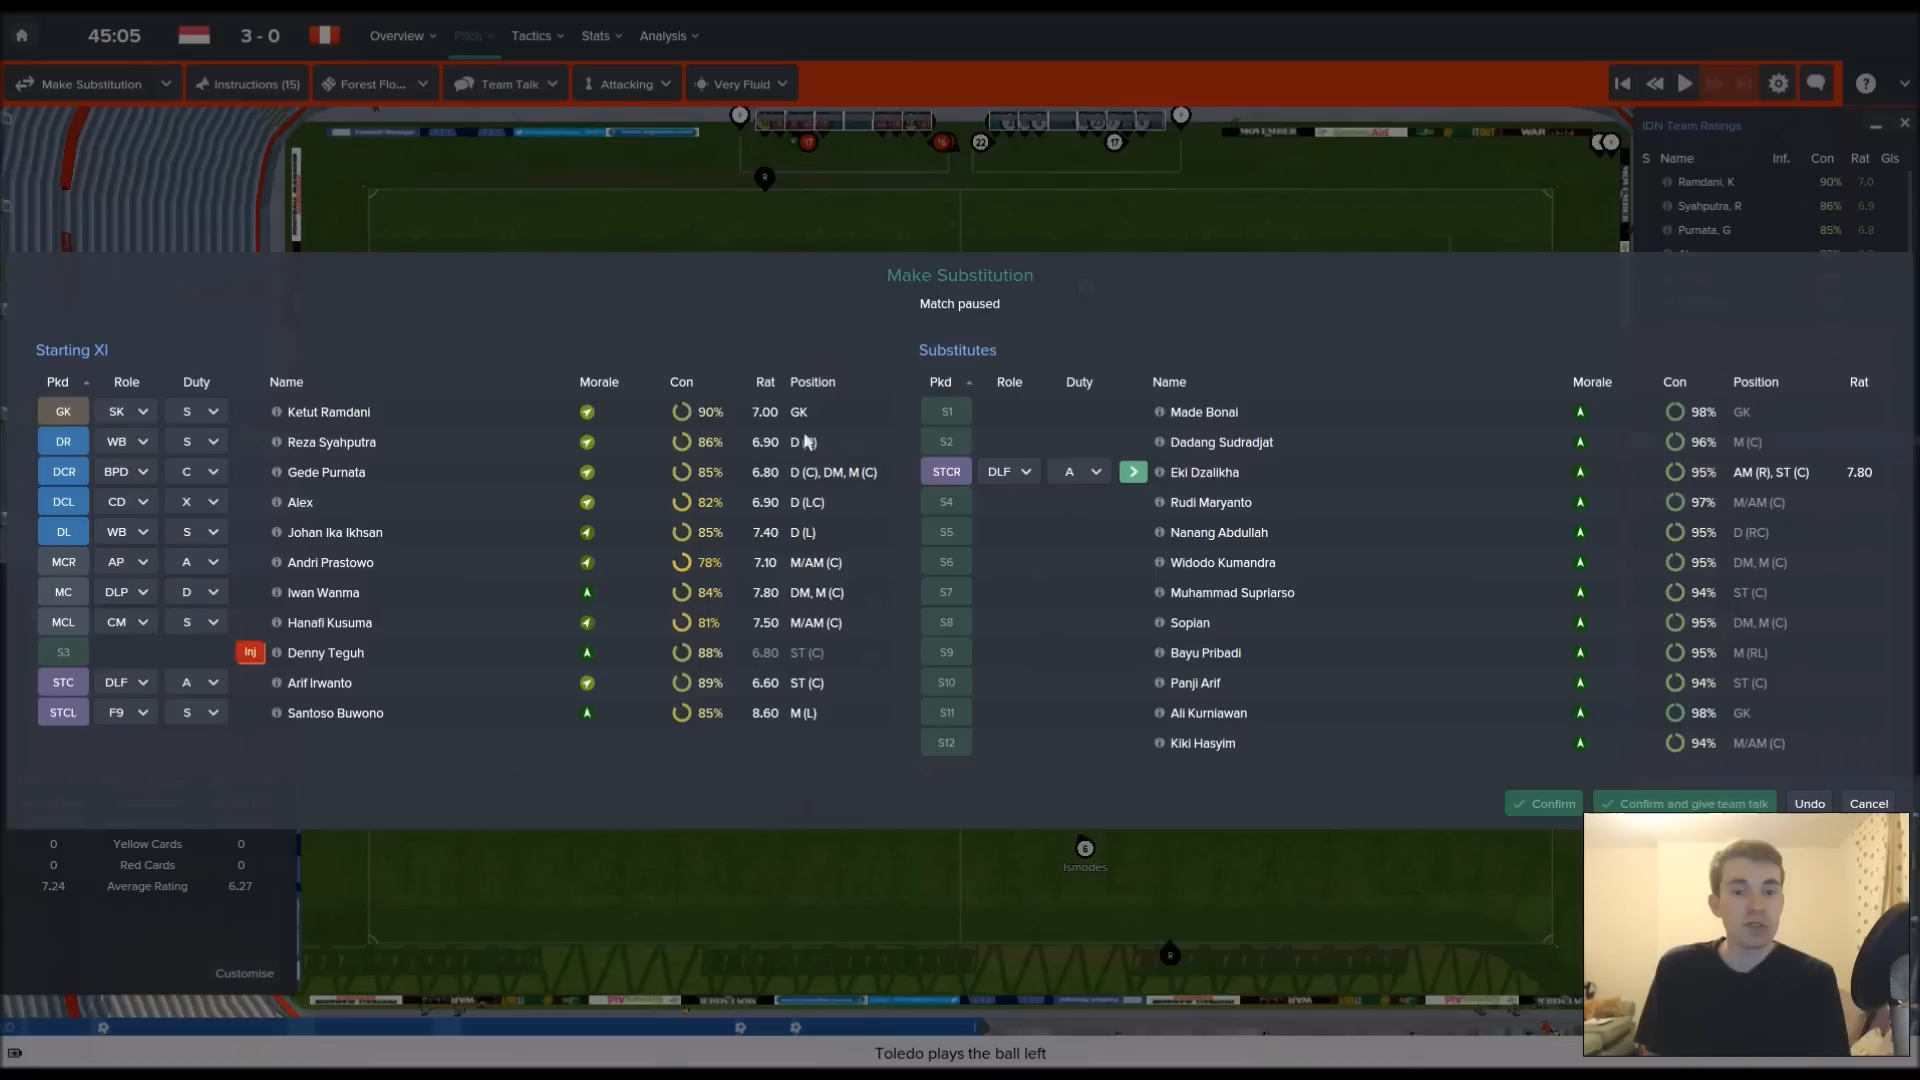 45:05 3 - 0 Overview Pitch Tactics Stats Analysis
Make Substitution Instructions (15) Forest Flo... Team Talk Attacking Very Fluid
17 16 22 17
R
IDN Team Ratings
S Name Inf. Con Rat Gls
Ramdani, K 90% 7.0
Syahputra, R 86% 6.9
Purnata, G 85% 6.8
Make Substitution
Match paused
Starting XI
Pkd Role Duty Name Morale Con Rat Position
GK SK S Ketut Ramdani 90% 7.00 GK
DR WB S Reza Syahputra 86% 6.90
DCR BPD C Gede Purnata 85% 6.80 D (C), DM, M (C)
DCL CD X Alex 82% 6.90 D (LC)
DL WB S Johan Ika Ikhsan 85% 7.40 D (L)
MCR AP A Andri Prastowo 78% 7.10 M/AM (C)
MC DLP D Iwan Wanma 84% 7.80 DM, M (C)
MCL CM S Hanafi Kusuma 81% 7.50 M/AM (C)
S3 Inj Denny Teguh 88% 6.80 ST (C)
STC DLF A Arif Irwanto 89% 6.60 ST (C)
STCL F9 S Santoso Buwono 85% 8.60 M (L)
Substitutes
Pkd Role Duty Name Morale Con Position Rat
S1 Made Bonai 98% GK
S2 Dadang Sudradjat 96% M (C)
STCR DLF A Eki Dzalikha 95% AM (R), ST (C) 7.80
S4 Rudi Maryanto 97% M/AM (C)
S5 Nanang Abdullah 95% D (RC)
S6 Widodo Kumandra 95% DM, M (C)
S7 Muhammad Supriarso 94% ST (C)
S8 Sopian 95% DM, M (C)
S9 Bayu Pribadi 95% M (RL)
S10 Panji Arif 94% ST (C)
S11 Ali Kurniawan 98% GK
S12 Kiki Hasyim 94% M/AM (C)
Confirm Confirm and give team talk Undo Cancel
0 Yellow Cards 0
0 Red Cards 0
7.24 Average Rating 6.27
6
Ismodes
R
Customise
Toledo plays the ball left